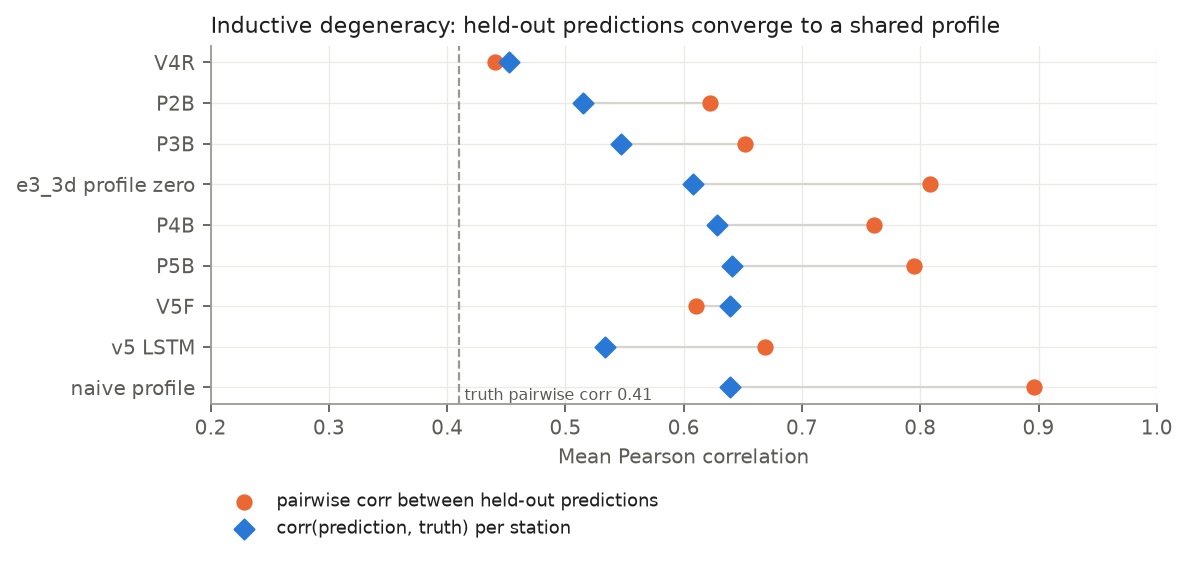 Inductive degeneracy: held-out predictions converge to a shared profile
V4R
P2B
P3B
e3_3d profile zero
P4B
P5B
V5F
v5 LSTM
naive profile
truth pairwise corr 0.41
0.2 0.3 0.4 0.5 0.6 0.7 0.8 0.9 1.0
Mean Pearson correlation
pairwise corr between held-out predictions
corr(prediction, truth) per station